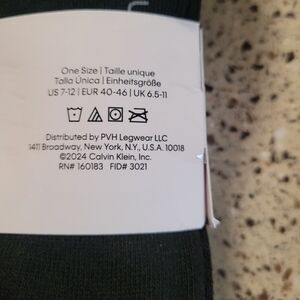 One Size | Taille unique
Talla Única | Einheitsgröße
US 7-12 | EUR 40-46 | UK 6.5-11
Distributed by PVH Legwear LLC
1411 Broadway, New York, N.Y., U.S.A. 10018
©2024 Calvin Klein, Inc.
RN# 160183 FID# 3021